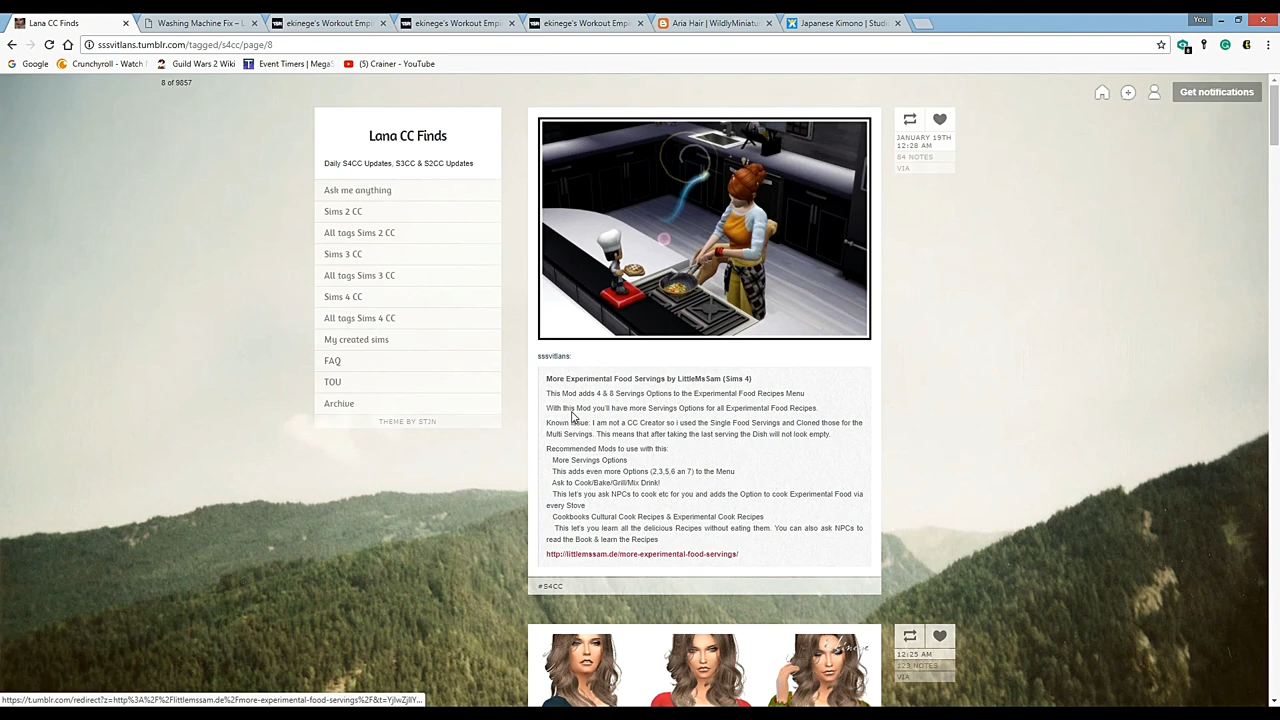 Lana CC Finds
Washing Machine Fix – L
ekinege's Workout Empi
ekinege's Workout Emp
ekinege's Workout Emp
Aria Hair | WildlyMiniatu
Japanese Kimono | Studi
You
sssvitlans.tumblr.com/tagged/s4cc/page/8
Google
Crunchyroll - Watch
Guild Wars 2 Wiki
Event Timers | Mega
(5) Crainer - YouTube
8 of 9857
Get notifications
Lana CC Finds
Daily S4CC Updates, S3CC & S2CC Updates
Ask me anything
Sims 2 CC
All tags Sims 2 CC
Sims 3 CC
All tags Sims 3 CC
Sims 4 CC
All tags Sims 4 CC
My created sims
FAQ
TOU
Archive
THEME BY STJN
JANUARY 19TH
12:28 AM
84 NOTES
VIA
sssvitlans:
More Experimental Food Servings by LittleMsSam (Sims 4)
This Mod adds 4 & 8 Servings Options to the Experimental Food Recipes Menu
With this Mod you'll have more Servings Options for all Experimental Food Recipes.
Known Issue: I am not a CC Creator so i used the Single Food Servings and Cloned those for the
Multi Servings. This means that after taking the last serving the Dish will not look empty.
Recommended Mods to use with this:
More Servings Options
This adds even more Options (2,3,5,6 an 7) to the Menu
Ask to Cook/Bake/Grill/Mix Drink!
This let's you ask NPCs to cook etc for you and adds the Option to cook Experimental Food via
every Stove
Cookbooks Cultural Cook Recipes & Experimental Cook Recipes
This let's you learn all the delicious Recipes without eating them. You can also ask NPCs to
read the Book & learn the Recipes
http://littlemssam.de/more-experimental-food-servings/
#S4CC
12:25 AM
123 NOTES
VIA